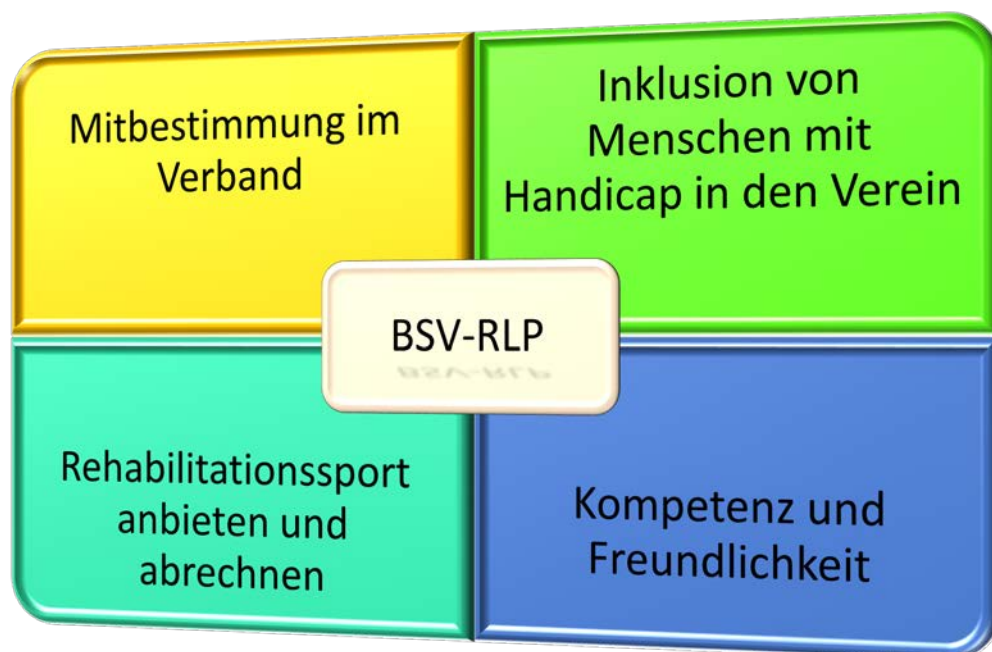 Mitbestimmung im
Verband
Inklusion von
Menschen mit
Handicap in den Verein
BSV-RLP
Rehabilitationssport
anbieten und
abrechnen
Kompetenz und
Freundlichkeit